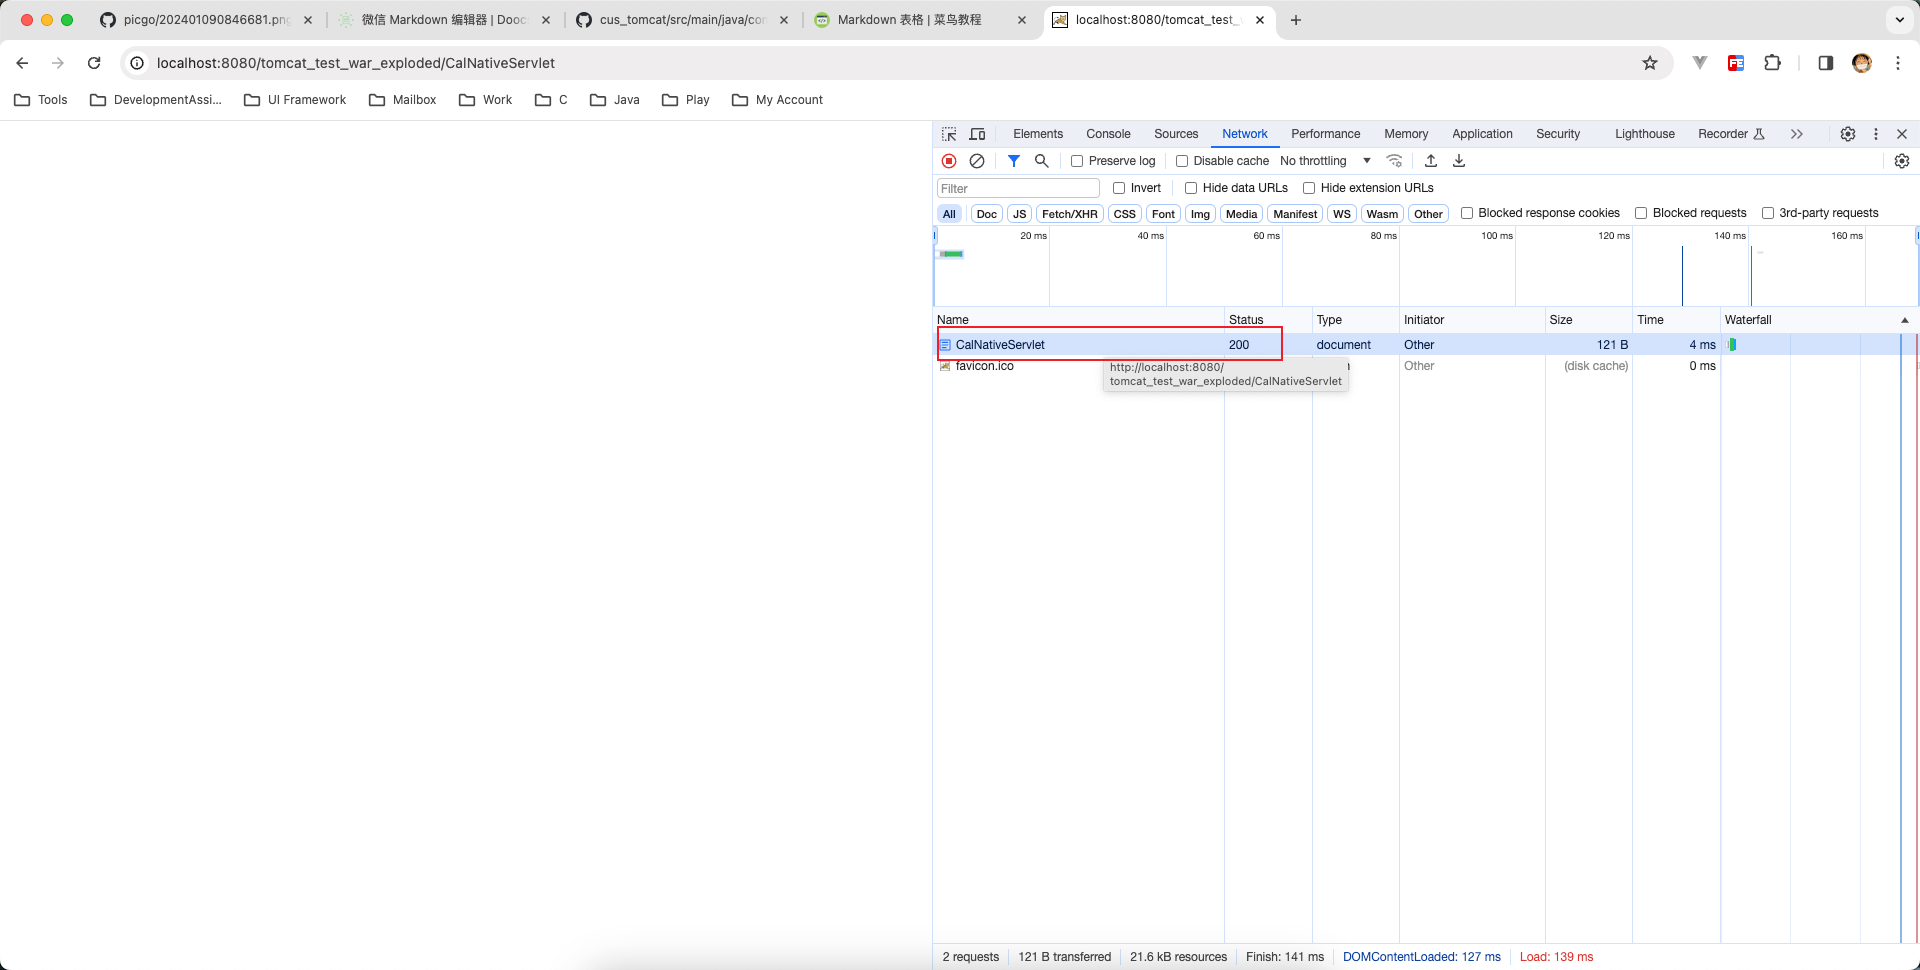 picgo/202401090846681.png
微信 Markdown 编辑器 | Dooc
cus_tomcat/src/main/java/con
Markdown 表格 | 菜鸟教程
localhost:8080/tomcat_test_
localhost:8080/tomcat_test_war_exploded/CalNativeServlet
Tools DevelopmentAssi... UI Framework Mailbox Work C Java Play My Account
Elements Console Sources Network Performance Memory Application Security Lighthouse Recorder
Preserve log Disable cache No throttling
Filter Invert Hide data URLs Hide extension URLs
All Doc JS Fetch/XHR CSS Font Img Media Manifest WS Wasm Other Blocked response cookies Blocked requests 3rd-party requests
20 ms 40 ms 60 ms 80 ms 100 ms 120 ms 140 ms 160 ms
Name Status Type Initiator Size Time Waterfall
CalNativeServlet 200 document Other 121 B 4 ms
favicon.ico Other (disk cache) 0 ms
http://localhost:8080/
tomcat_test_war_exploded/CalNativeServlet
2 requests 121 B transferred 21.6 kB resources Finish: 141 ms DOMContentLoaded: 127 ms Load: 139 ms